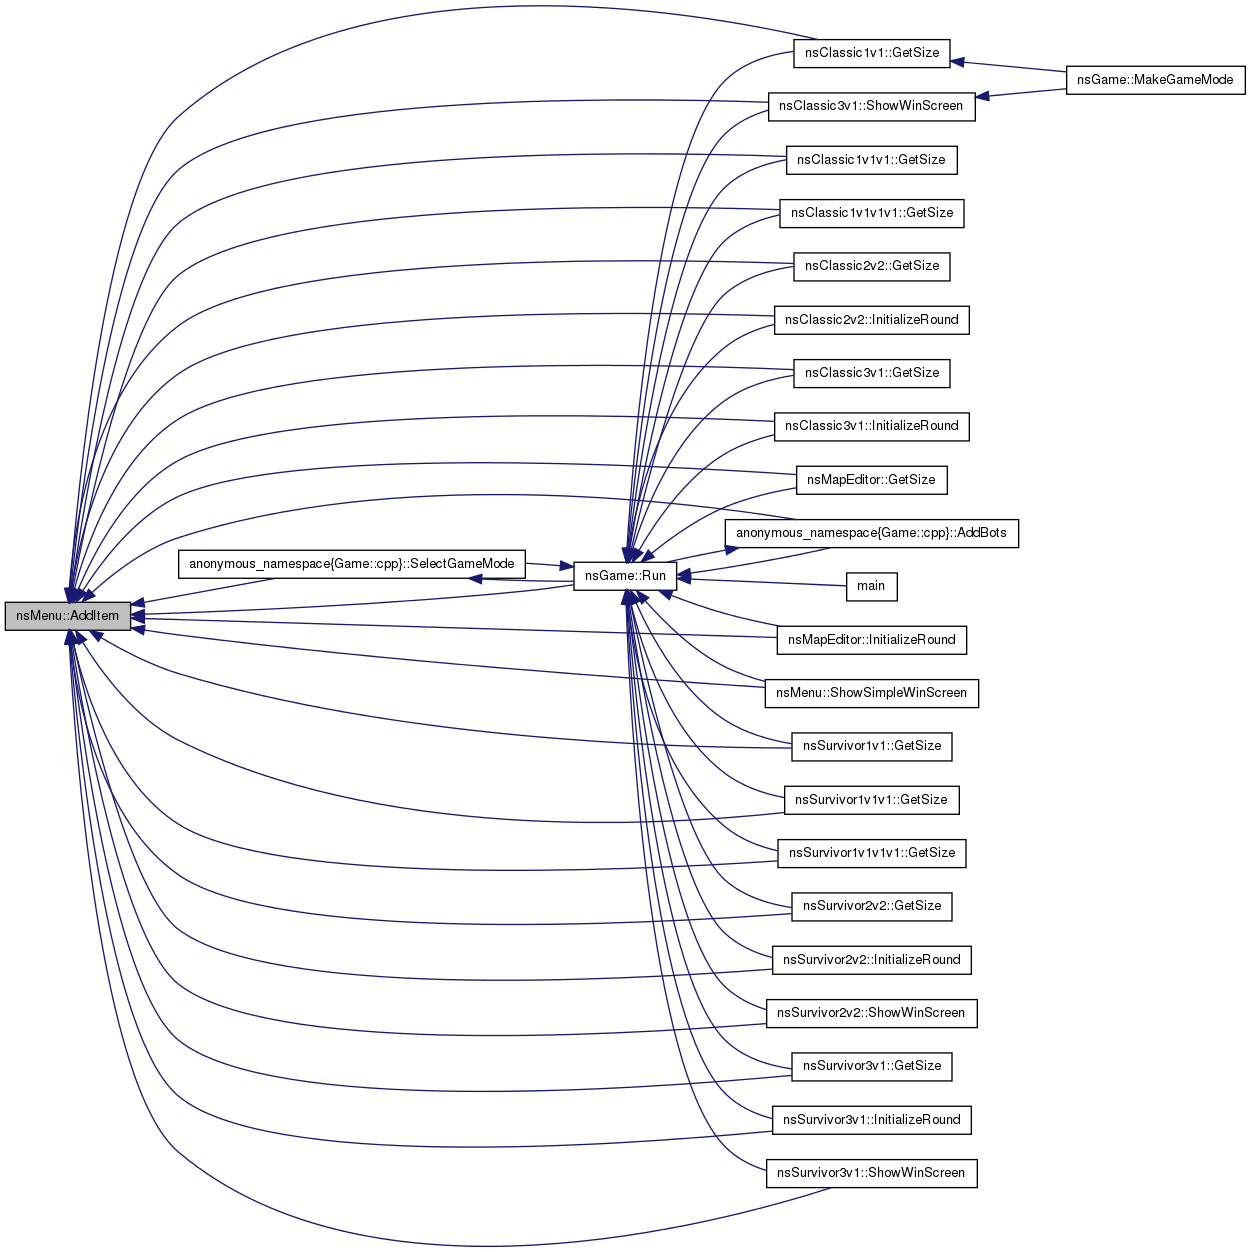 nsClassic1v1::GetSize
nsGame::MakeGameMode
nsClassic3v1::ShowWinScreen
nsClassic1v1v1::GetSize
nsClassic1v1v1v1::GetSize
nsClassic2v2::GetSize
nsClassic2v2::InitializeRound
nsClassic3v1::GetSize
nsClassic3v1::InitializeRound
nsMapEditor::GetSize
anonymous_namespace{Game::cpp}::AddBots
anonymous_namespace{Game::cpp}::SelectGameMode
nsGame::Run
main
nsMenu::AddItem
nsMapEditor::InitializeRound
nsMenu::ShowSimpleWinScreen
nsSurvivor1v1::GetSize
nsSurvivor1v1v1::GetSize
nsSurvivor1v1v1v1::GetSize
nsSurvivor2v2::GetSize
nsSurvivor2v2::InitializeRound
nsSurvivor2v2::ShowWinScreen
nsSurvivor3v1::GetSize
nsSurvivor3v1::InitializeRound
nsSurvivor3v1::ShowWinScreen